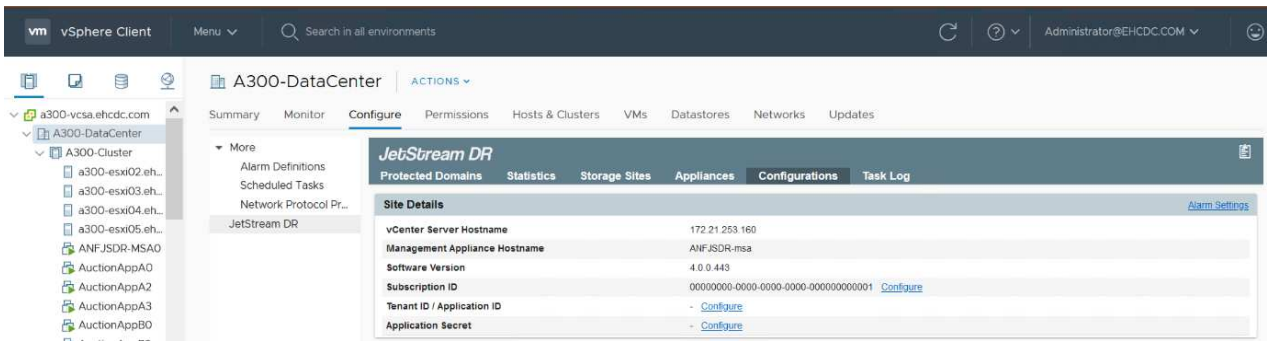 vm vSphere Client Menu Search in all environments Administrator@EHCDC.COM
A300-DataCenter ACTIONS
a300-vcsa.ehcdc.com
A300-DataCenter
A300-Cluster
a300-esxi02.eh...
a300-esxi03.eh...
a300-esxi04.eh...
a300-esxi05.eh...
ANFJSDR-MSA0
AuctionAppA0
AuctionAppA2
AuctionAppA3
AuctionAppB0
Summary Monitor Configure Permissions Hosts & Clusters VMs Datastores Networks Updates
More
Alarm Definitions
Scheduled Tasks
Network Protocol Pr...
JetStream DR
JetStream DR
Protected Domains Statistics Storage Sites Appliances Configurations Task Log
Site Details Alarm Settings
vCenter Server Hostname 172.21.253.160
Management Appliance Hostname ANFJSDR-msa
Software Version 4.0.0.443
Subscription ID 00000000-0000-0000-0000-000000000001 Configure
Tenant ID / Application ID - Configure
Application Secret - Configure